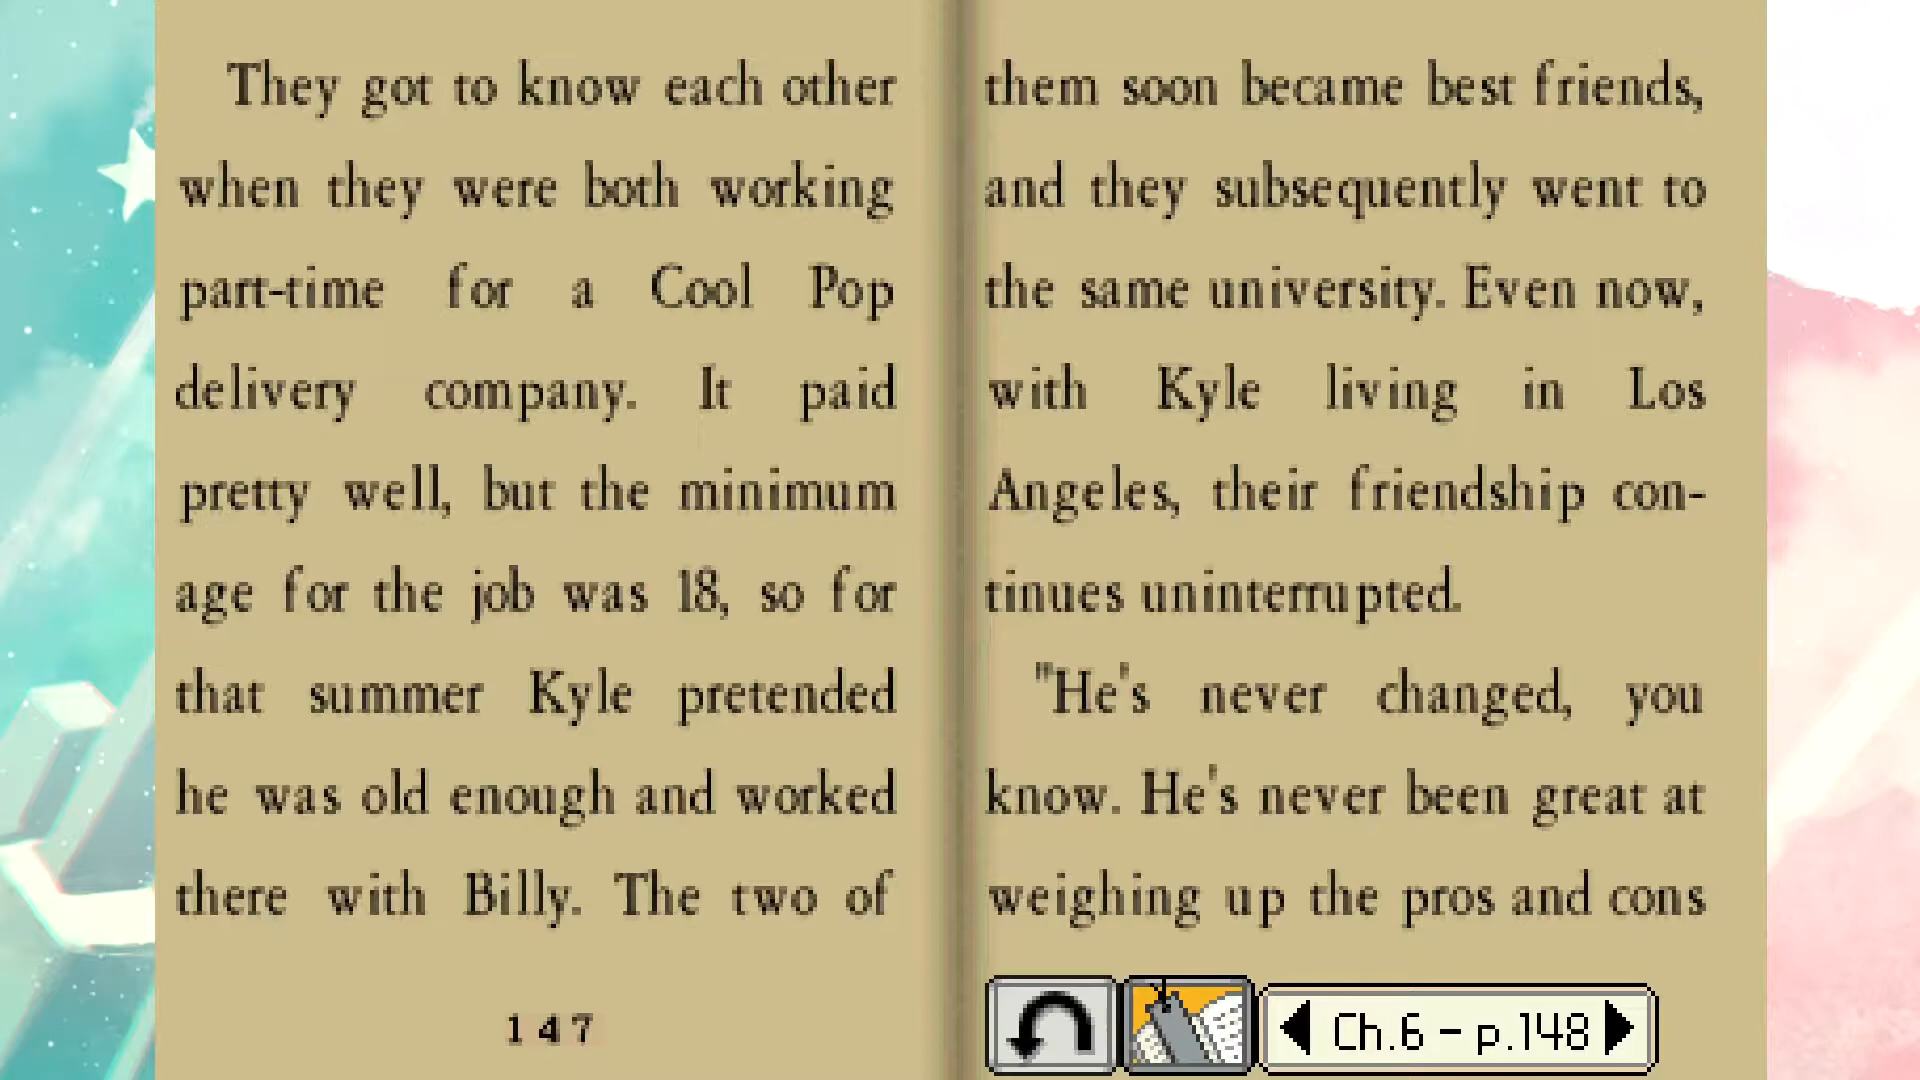 They got to know each other
when they were both working
part-time for a Cool Pop
delivery company. It paid
pretty well, but the minimum
age for the job was 18, so for
that summer Kyle pretended
he was old enough and worked
there with Billy. The two of
147
them soon became best friends,
and they subsequently went to
the same university. Even now,
with Kyle living in Los
Angeles, their friendship con-
tinues uninterrupted.
"He's never changed, you
know. He's never been great at
weighing up the pros and cons
Ch.6 - p.148